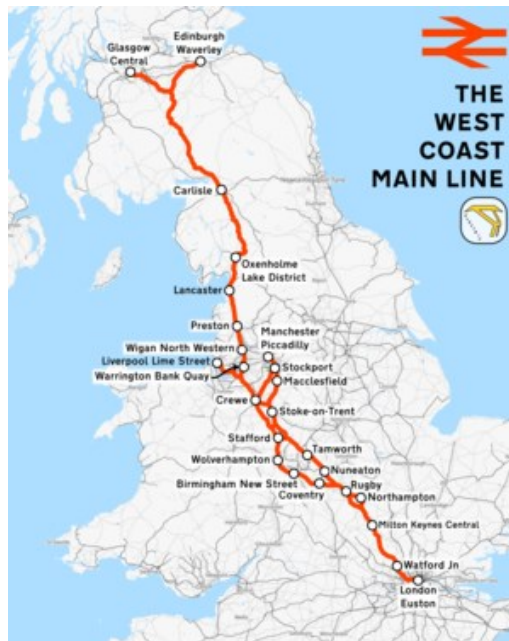 Edinburgh
Waverley
Glasgow
Central
THE
WEST
COAST
MAIN LINE
Carlisle
Oxenholme
Lake District
Lancaster
Preston
Manchester
Piccadilly
Wigan North Western
Liverpool Lime Street
Warrington Bank Quay
Stockport
Macclesfield
Crewe
Stoke-on-Trent
Stafford
Tamworth
Wolverhampton
Nuneaton
Birmingham New Street
Rugby
Coventry
Northampton
Milton Keynes Central
Watford Jn
London
Euston